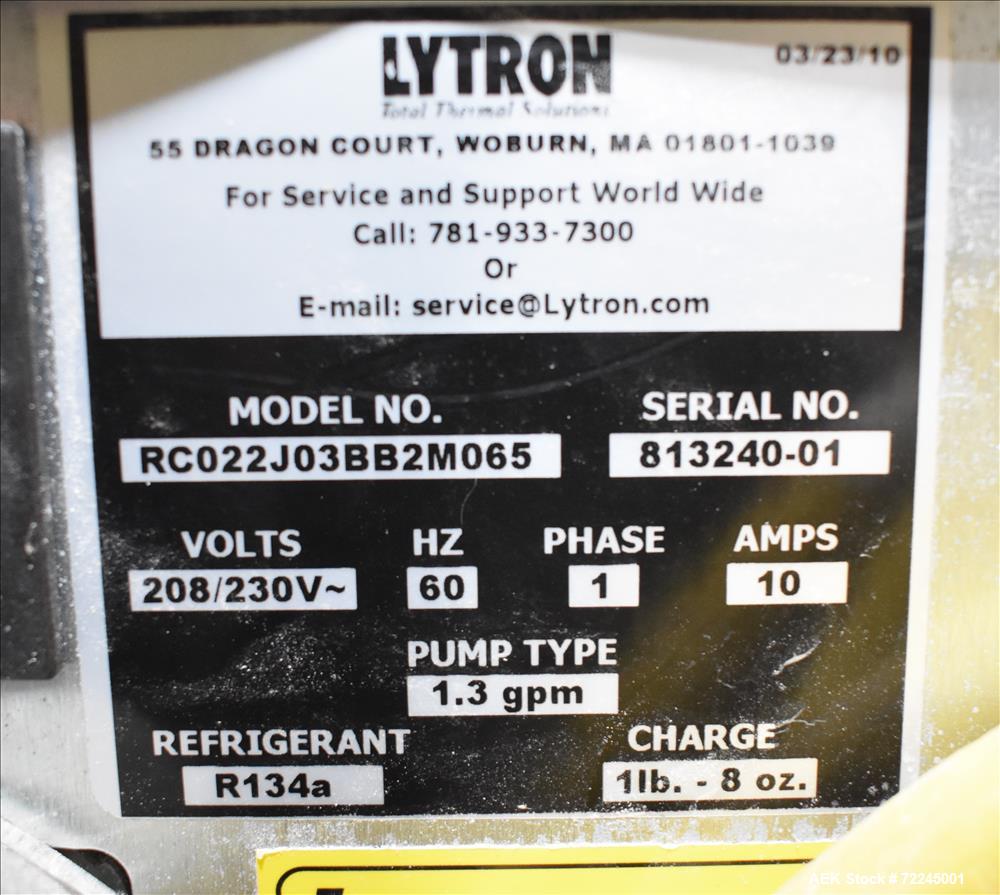 LYTRON
03/23/10
Total Thermal Solutions
55 DRAGON COURT, WOBURN, MA 01801-1039
For Service and Support World Wide
Call: 781-933-7300
Or
E-mail: service@Lytron.com
MODEL NO. SERIAL NO.
RC022J03BB2M065 813240-01
VOLTS HZ PHASE AMPS
208/230V~ 60 1 10
PUMP TYPE
1.3 gpm
REFRIGERANT CHARGE
R134a 1lb. - 8 oz.
AEK Stock # 72245001